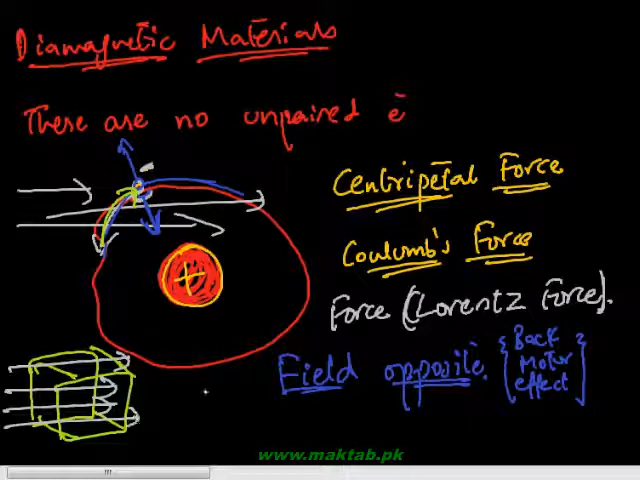 Diamagnetic Materials
There are no unpaired e̅
Centripetal Force
Coulomb's Force
Force (Lorentz Force).
Field opposite. { Back
Motor
effect }
+
www.maktab.pk